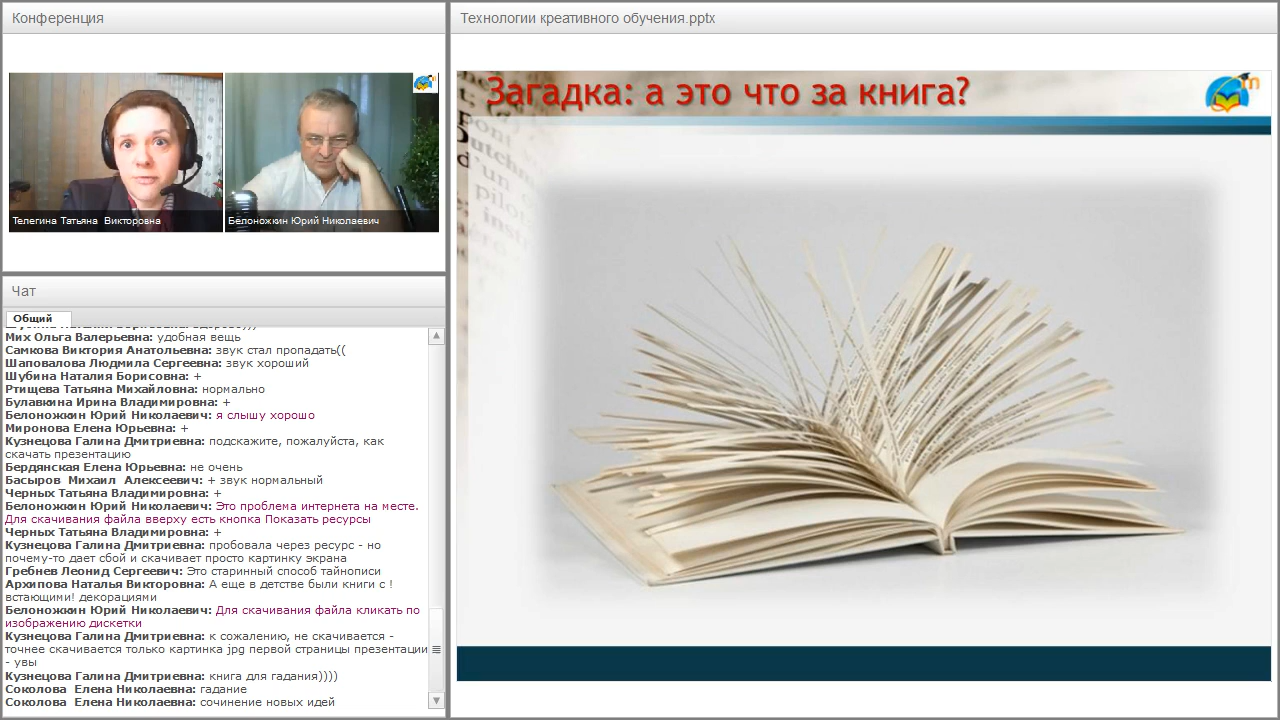 Конференция
Телегина Татьяна  Викторовна
Белоножкин Юрий Николаевич
Чат
Общий
Мих Ольга Валерьевна: удобная вещь
Самкова Виктория Анатольевна: звук стал пропадать((
Шаповалова Людмила Сергеевна: звук хороший
Шубина Наталия Борисовна: +
Ртищева Татьяна Михайловна: нормально
Булавкина Ирина Владимировна: +
Белоножкин Юрий Николаевич: я слышу хорошо
Миронова Елена Юрьевна: +
Кузнецова Галина Дмитриевна: подскажите, пожалуйста, как
скачать презентацию
Бердянская Елена Юрьевна: не очень
Басыров  Михаил  Алексеевич: + звук нормальный
Черных Татьяна Владимировна: +
Белоножкин Юрий Николаевич: Это проблема интернета на месте.
Для скачивания файла вверху есть кнопка Показать ресурсы
Черных Татьяна Владимировна: +
Кузнецова Галина Дмитриевна: пробовала через ресурс - но
почему-то дает сбой и скачивает просто картинку экрана
Гребнев Леонид Сергеевич: Это старинный способ тайнописи
Архипова Наталья Викторовна: А еще в детстве были книги с !
встающими! декорациями
Белоножкин Юрий Николаевич: Для скачивания файла кликать по
изображению дискетки
Кузнецова Галина Дмитриевна: к сожалению, не скачивается -
точнее скачивается только картинка jpg первой страницы презентации
- увы
Кузнецова Галина Дмитриевна: книга для гадания))))
Соколова  Елена Николаевна: гадание
Соколова  Елена Николаевна: сочинение новых идей
Технологии креативного обучения.pptx
Загадка: а это что за книга?